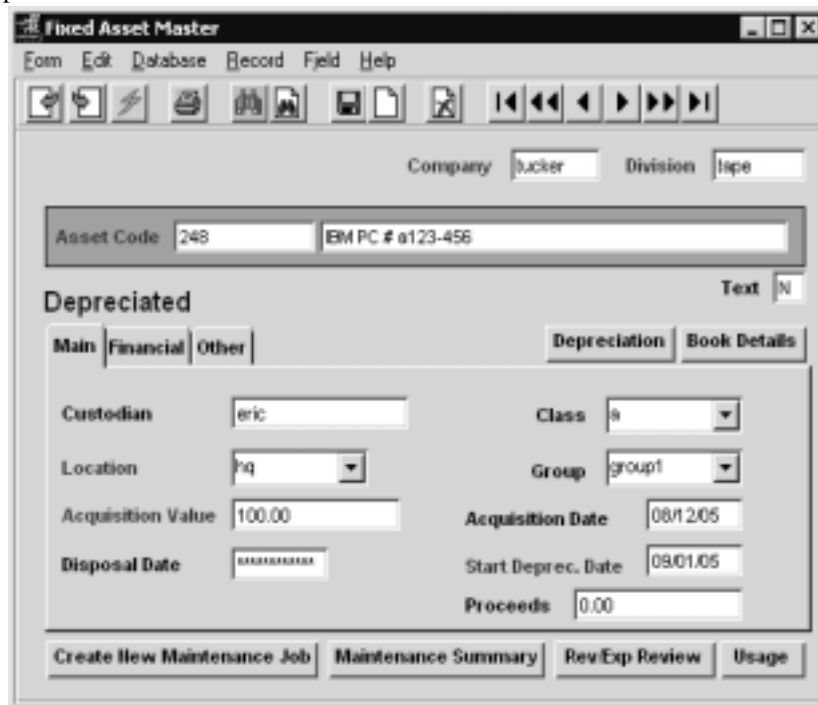 Fixed Asset Master
Form Edit Database Record Field Help
Company tucker Division tape
Asset Code 248 IBM PC # a123-456
Text N
Depreciated
Main Financial Other Depreciation Book Details
Custodian eric Class a
Location hq Group group1
Acquisition Value 100.00 Acquisition Date 08/12/05
Disposal Date Start Deprec. Date 09/01/05
Proceeds 0.00
Create New Maintenance Job Maintenance Summary Rev/Exp Review Usage